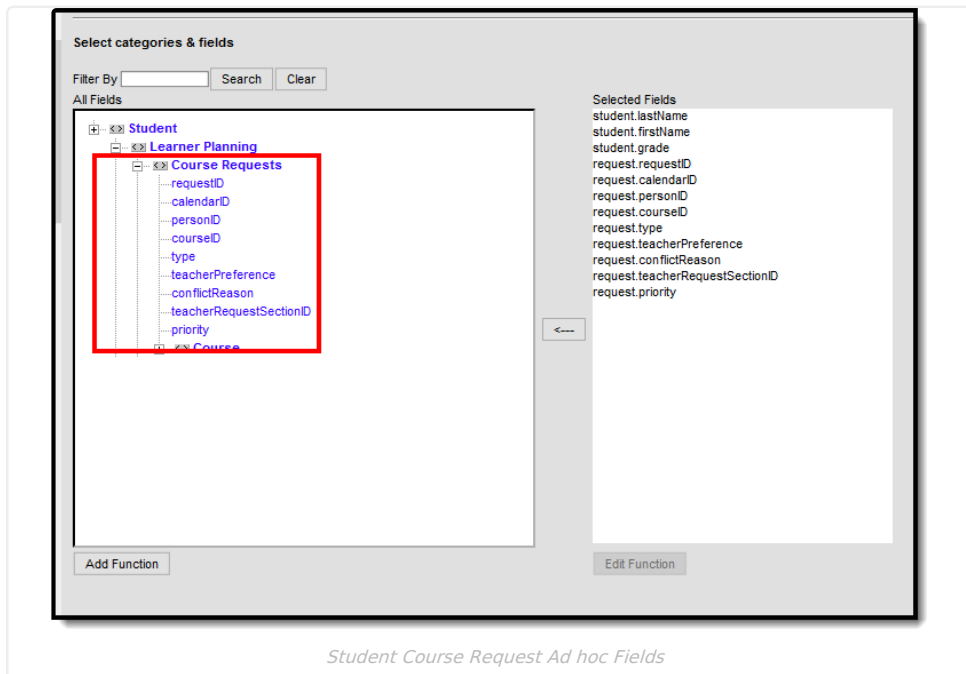 Select categories & fields
Filter By Search Clear
All Fields
Student
Learner Planning
Course Requests
requestID
calendarID
personID
courseID
type
teacherPreference
conflictReason
teacherRequestSectionID
priority
Course
Add Function
<---
Selected Fields
student.lastName
student.firstName
student.grade
request.requestID
request.calendarID
request.personID
request.courseID
request.type
request.teacherPreference
request.conflictReason
request.teacherRequestSectionID
request.priority
Edit Function
Student Course Request Ad hoc Fields